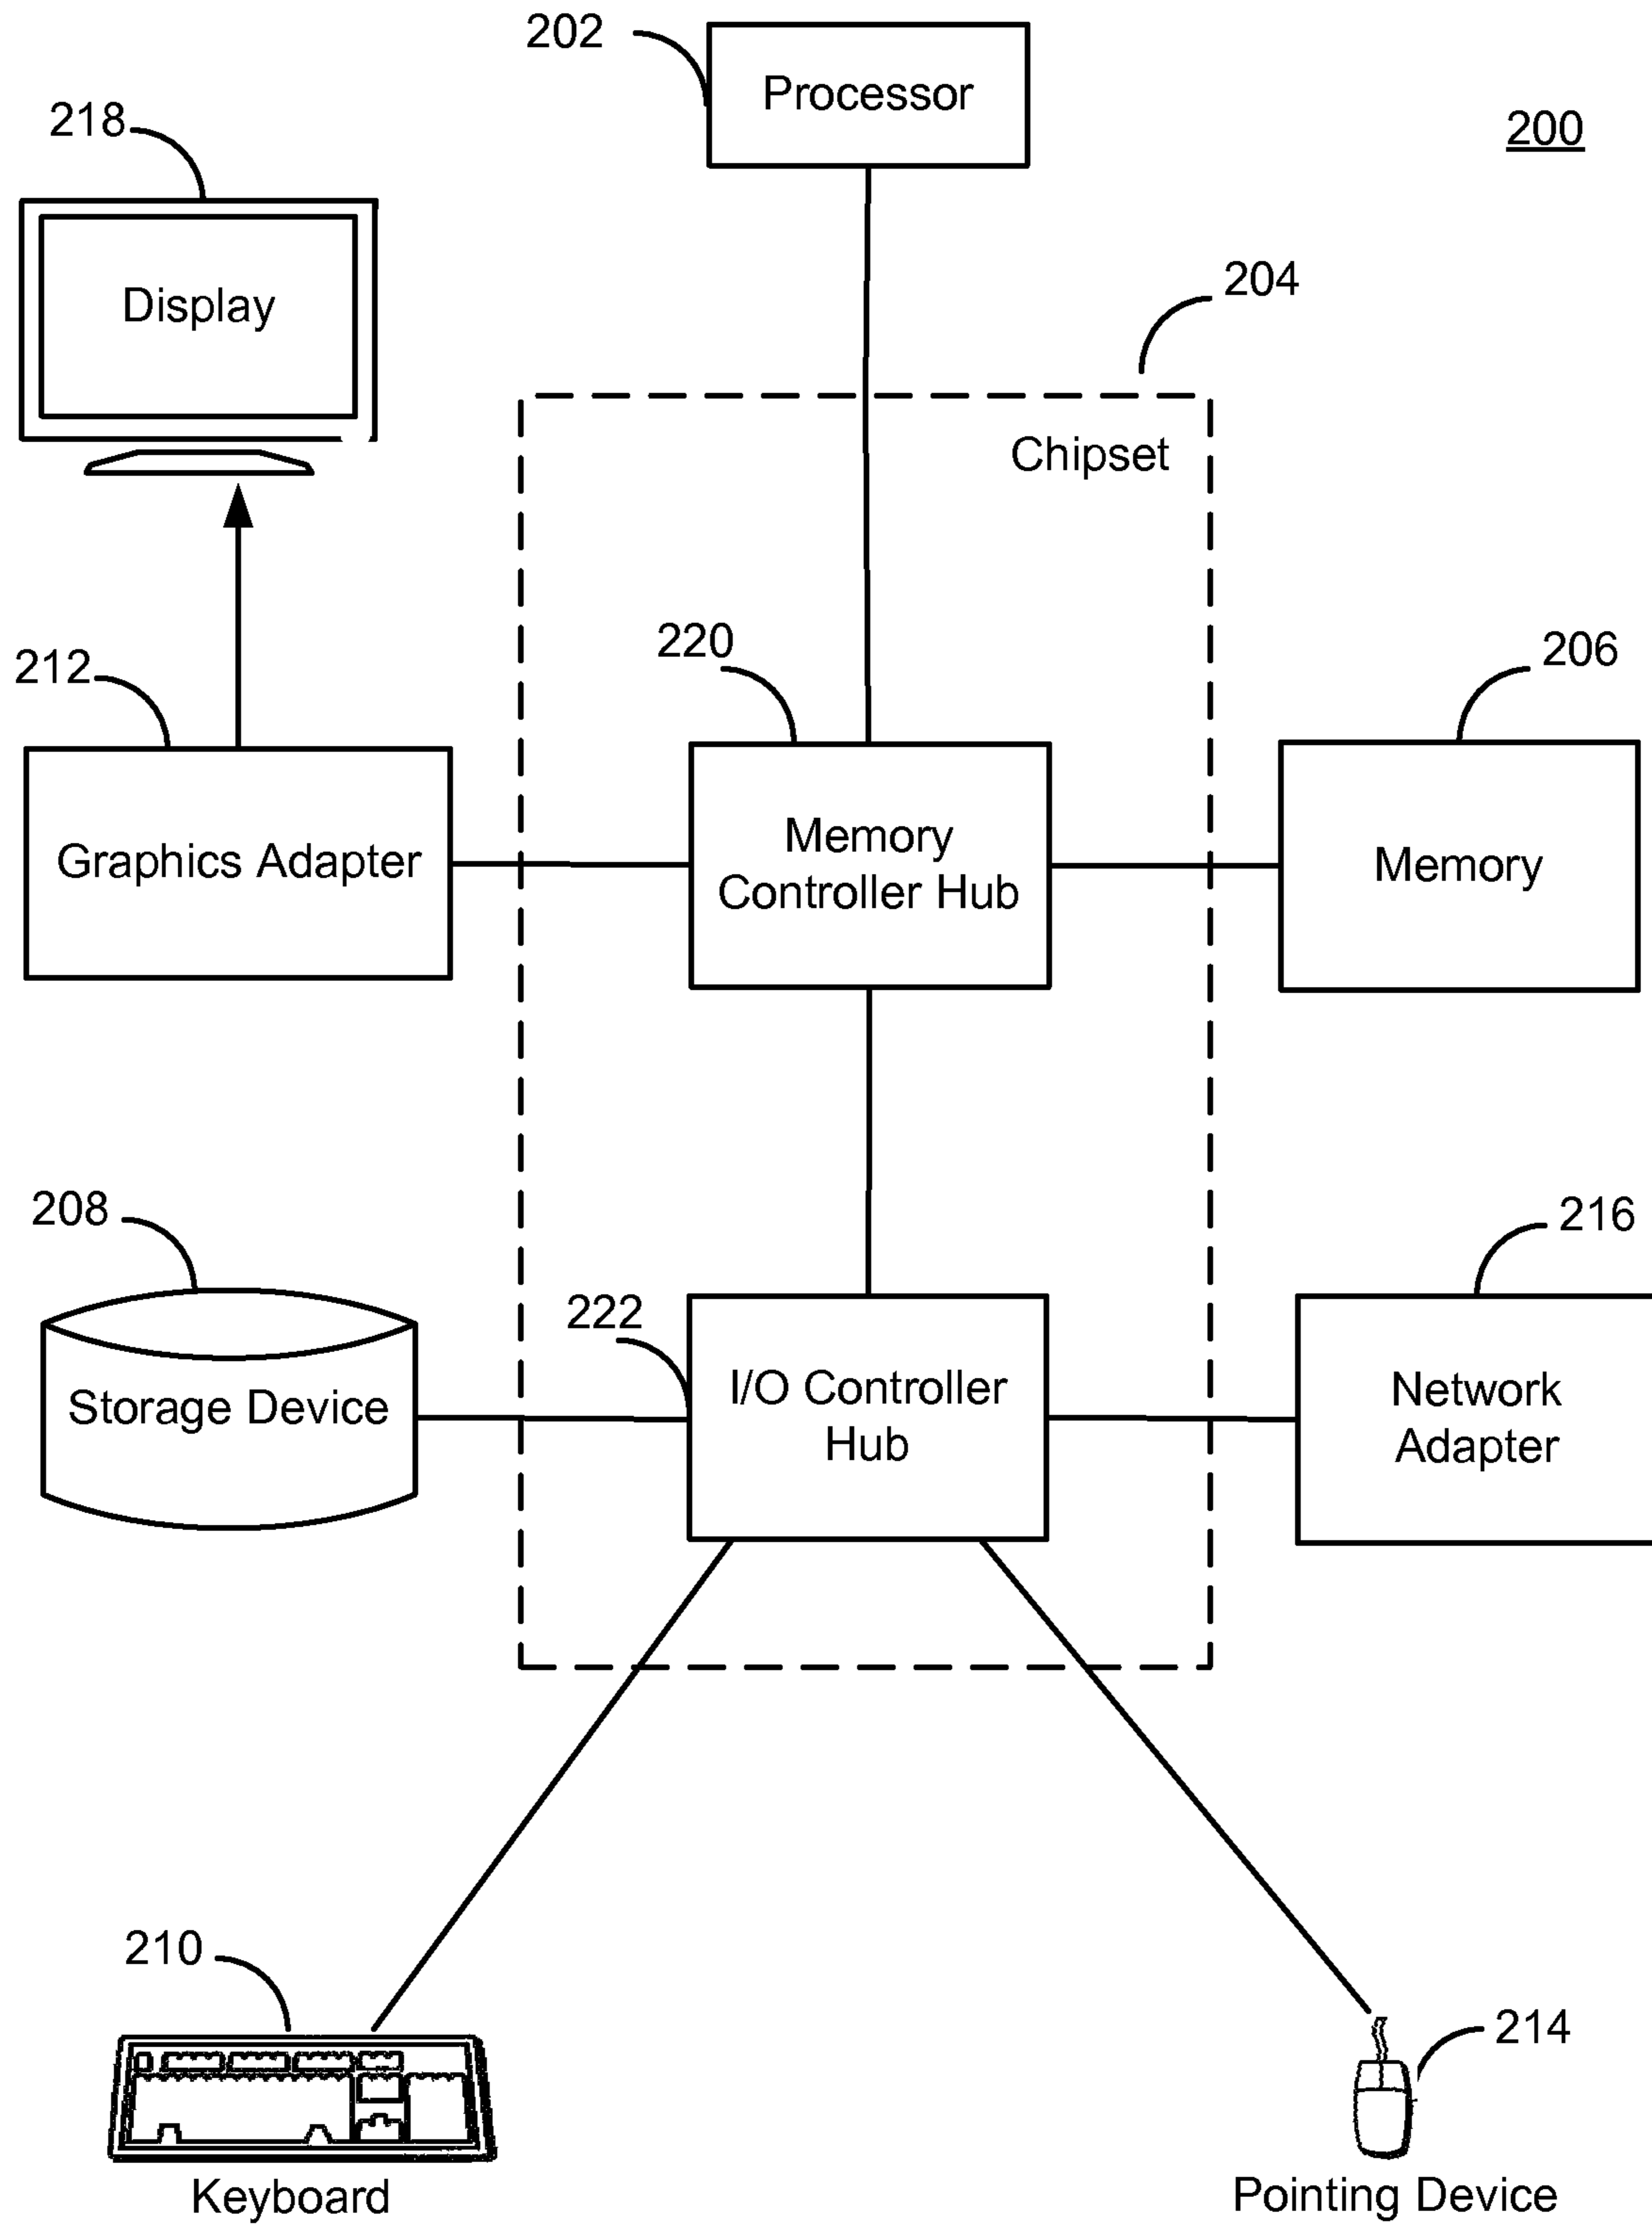 202
Processor
218
200
Display
204
Chipset
220
206
212
Memory
Controller Hub
Graphics Adapter
Memory
208
216
222
I/O Controller
Hub
Storage Device
Network
Adapter
210
214
Keyboard
Pointing Device